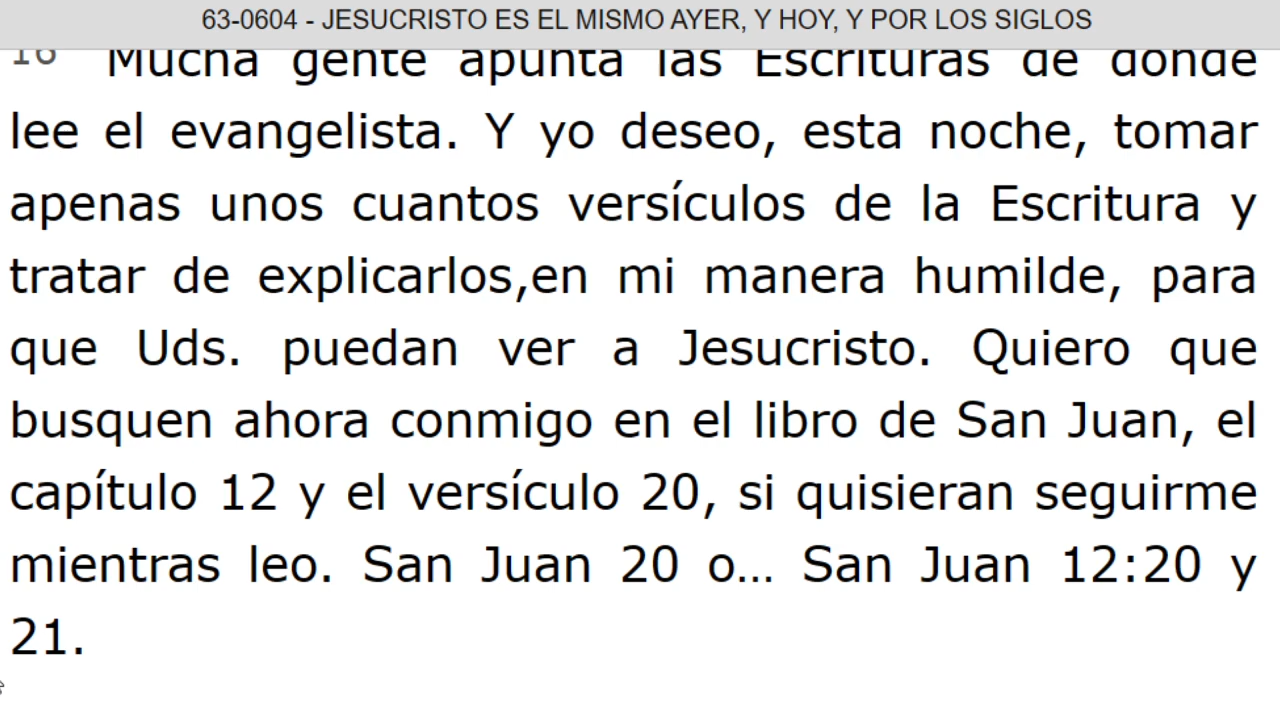 63-0604 - JESUCRISTO ES EL MISMO AYER, Y HOY, Y POR LOS SIGLOS
16 Mucha gente apunta las Escrituras de donde
lee el evangelista. Y yo deseo, esta noche, tomar
apenas unos cuantos versículos de la Escritura y
tratar de explicarlos,en mi manera humilde, para
que Uds. puedan ver a Jesucristo. Quiero que
busquen ahora conmigo en el libro de San Juan, el
capítulo 12 y el versículo 20, si quisieran seguirme
mientras leo. San Juan 20 o... San Juan 12:20 y
21.